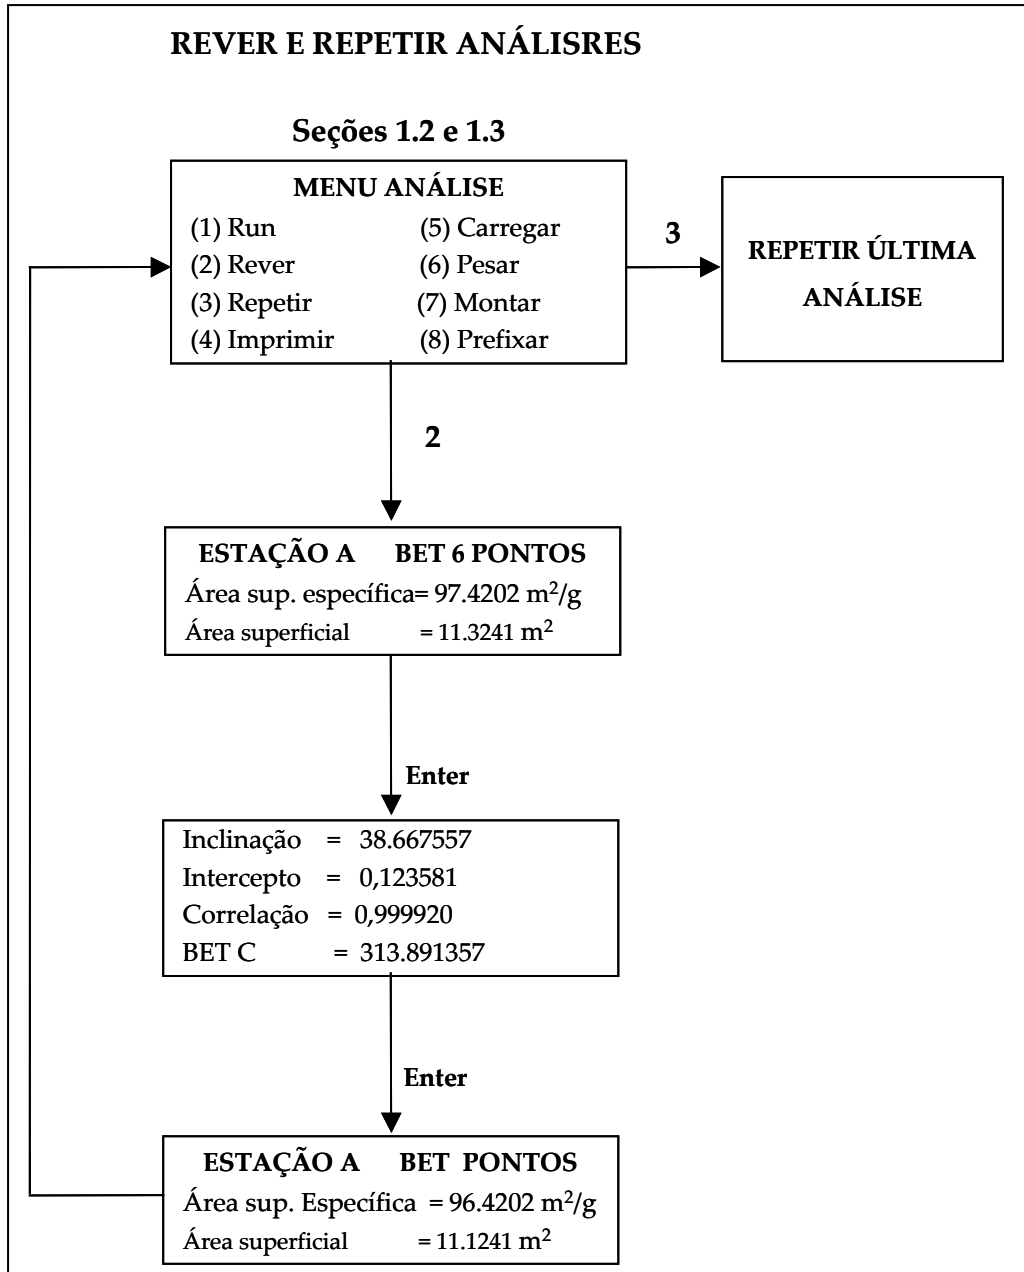 REVER E REPETIR ANÁLISRES
Seções 1.2 e 1.3
MENU ANÁLISE
(1) Run (5) Carregar
(2) Rever (6) Pesar
(3) Repetir (7) Montar
(4) Imprimir (8) Prefixar
3
REPETIR ÚLTIMA
ANÁLISE
2
ESTAÇÃO A BET 6 PONTOS
Área sup. específica= 97.4202 m²/g
Área superficial = 11.3241 m²
Enter
Inclinação = 38.667557
Intercepto = 0,123581
Correlação = 0,999920
BET C = 313.891357
Enter
ESTAÇÃO A BET PONTOS
Área sup. Específica = 96.4202 m²/g
Área superficial = 11.1241 m²